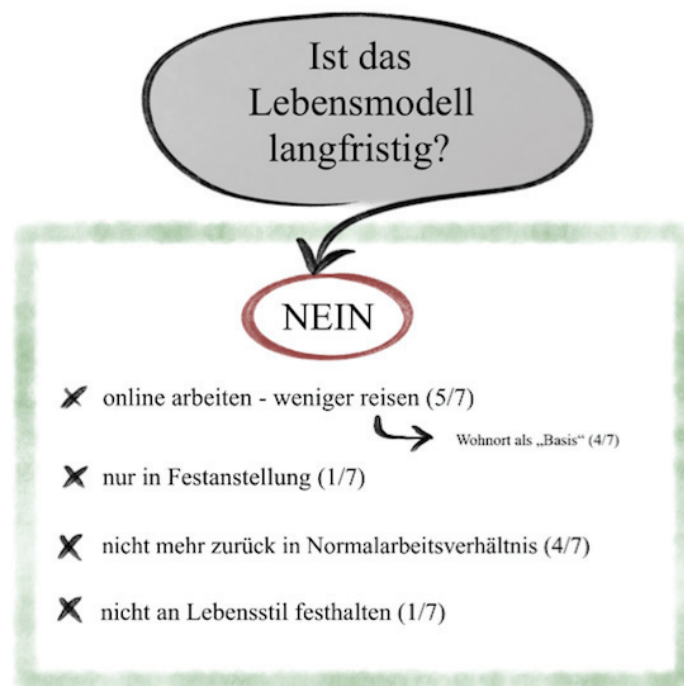 Ist das
Lebensmodell
langfristig?
NEIN
online arbeiten - weniger reisen (5/7)
Wohnort als „Basis“ (4/7)
nur in Festanstellung (1/7)
nicht mehr zurück in Normalarbeitsverhältnis (4/7)
nicht an Lebensstil festhalten (1/7)